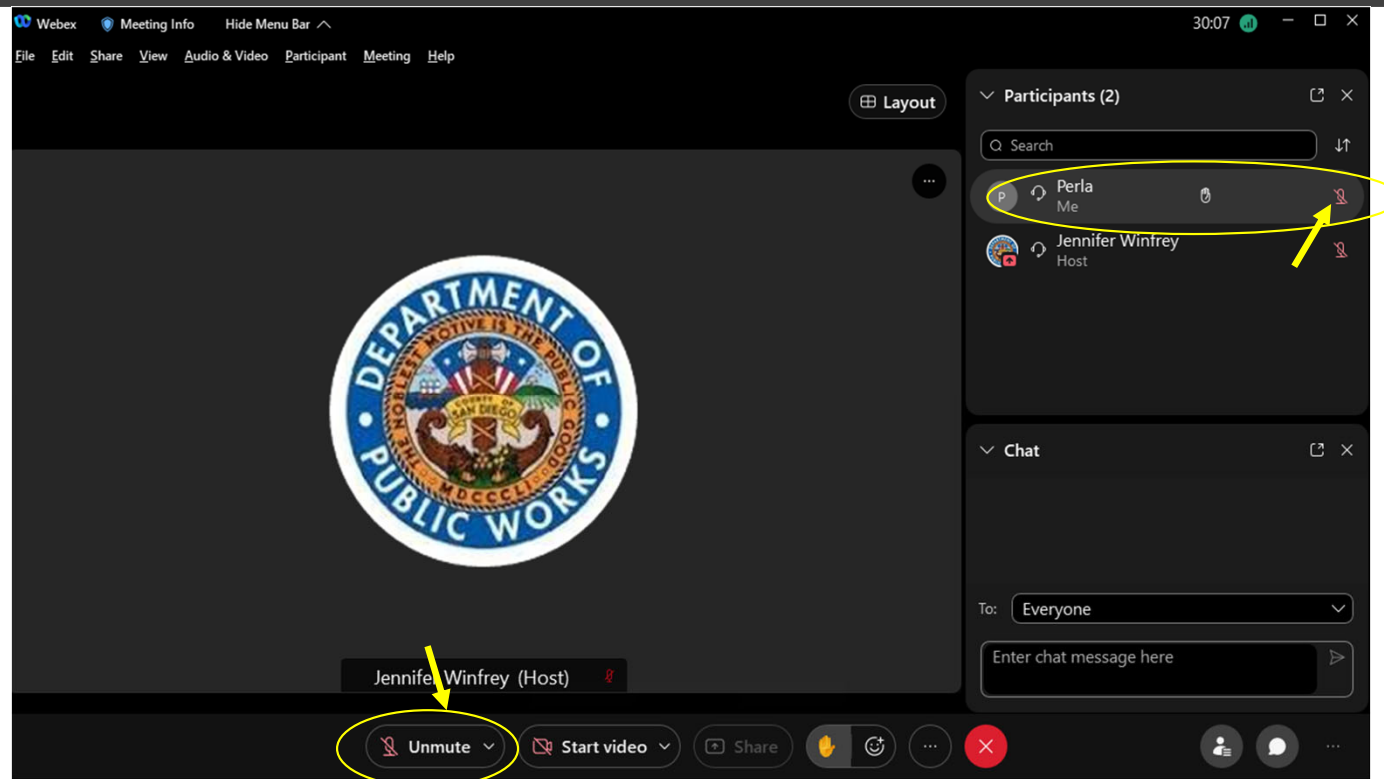 Webex Meeting Info Hide Menu Bar
30:07
File Edit Share View Audio & Video Participant Meeting Help
Layout
Participants (2)
Search
P
Perla
Me
Jennifer Winfrey
Host
DEPARTMENT OF PUBLIC WORKS
THE NOBLEST MOTIVE IS THE PUBLIC GOOD
COUNTY OF
SAN DIEGO
MDCCCLI
Chat
To: Everyone
Enter chat message here
Jennifer Winfrey (Host)
Unmute Start video Share